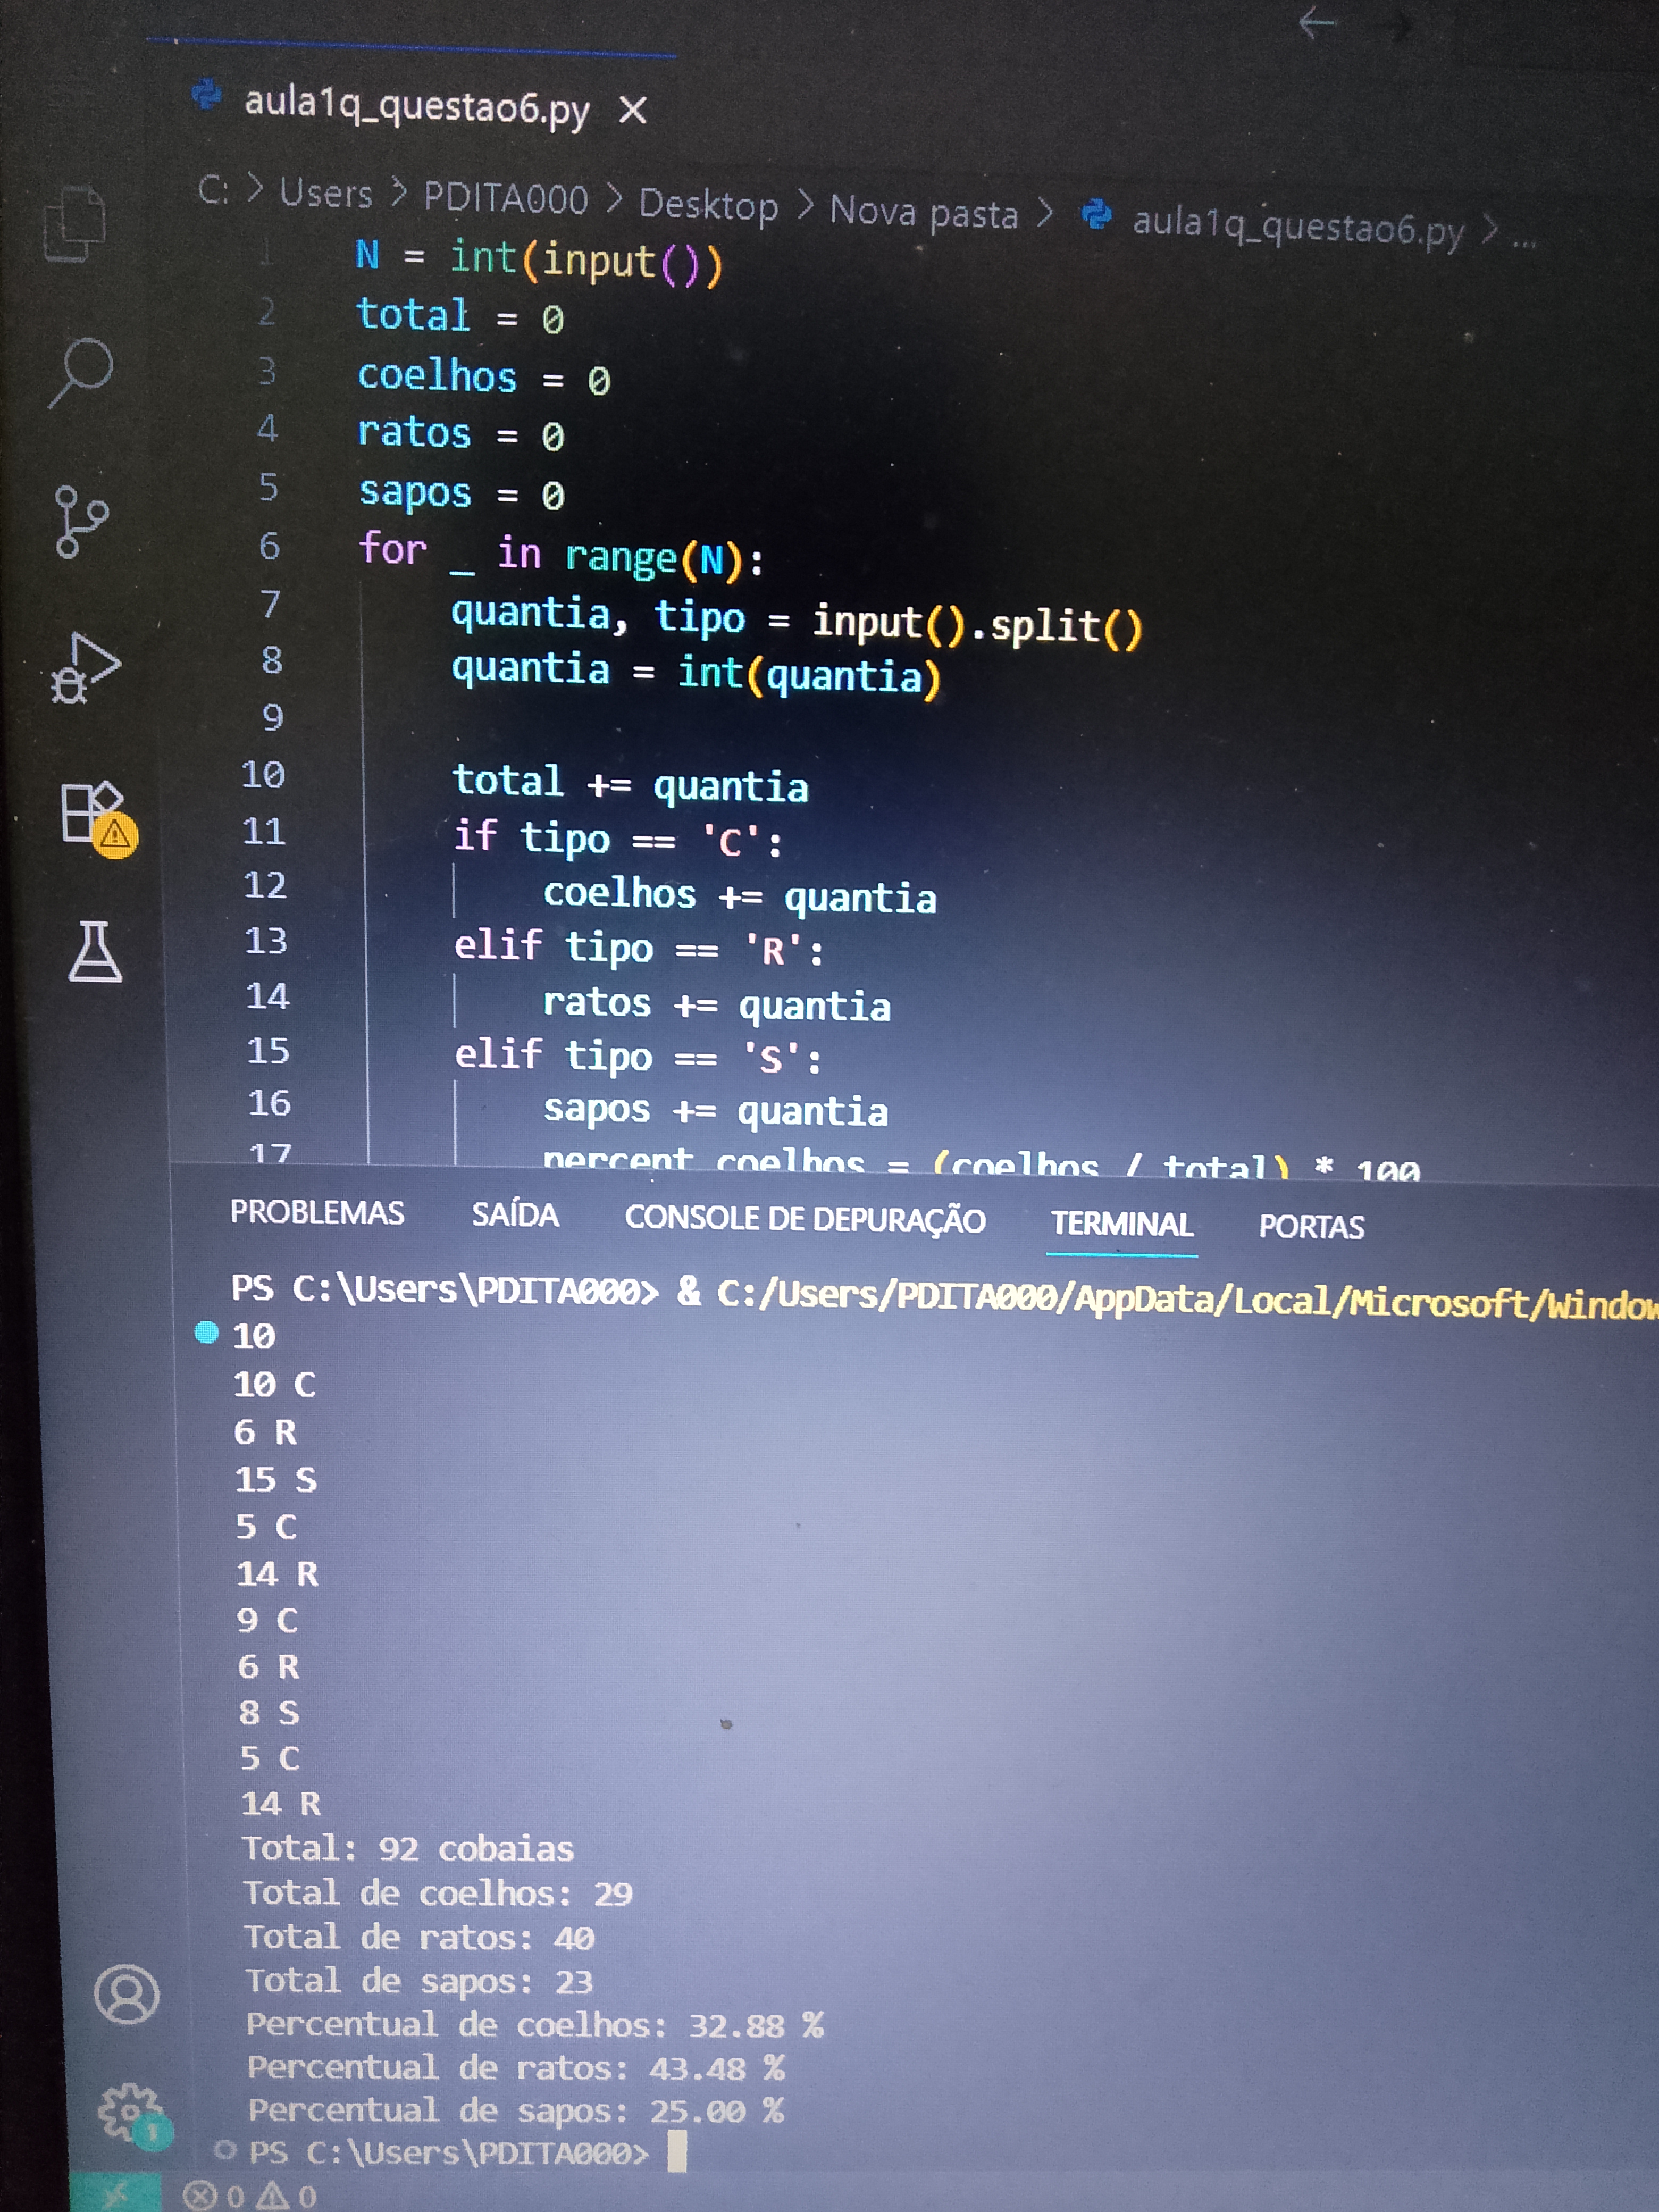 aula1q_questao6.py ×
C: > Users > PDITA000 > Desktop > Nova pasta > aula1q_questao6.py > ...
1 N = int(input())
2 total = 0
3 coelhos = 0
4 ratos = 0
5 sapos = 0
6 for _ in range(N):
7 quantia, tipo = input().split()
8 quantia = int(quantia)
9
10 total += quantia
11 if tipo == 'C':
12 coelhos += quantia
13 elif tipo == 'R':
14 ratos += quantia
15 elif tipo == 'S':
16 sapos += quantia
17 percent_coelhos = (coelhos / total) * 100
PROBLEMAS SAÍDA CONSOLE DE DEPURAÇÃO TERMINAL PORTAS
PS C:\Users\PDITA000> & C:/Users/PDITA000/AppData/Local/Microsoft/Window
10
10 C
6 R
15 S
5 C
14 R
9 C
6 R
8 S
5 C
14 R
Total: 92 cobaias
Total de coelhos: 29
Total de ratos: 40
Total de sapos: 23
Percentual de coelhos: 32.88 %
Percentual de ratos: 43.48 %
Percentual de sapos: 25.00 %
PS C:\Users\PDITA000>
1
0 0